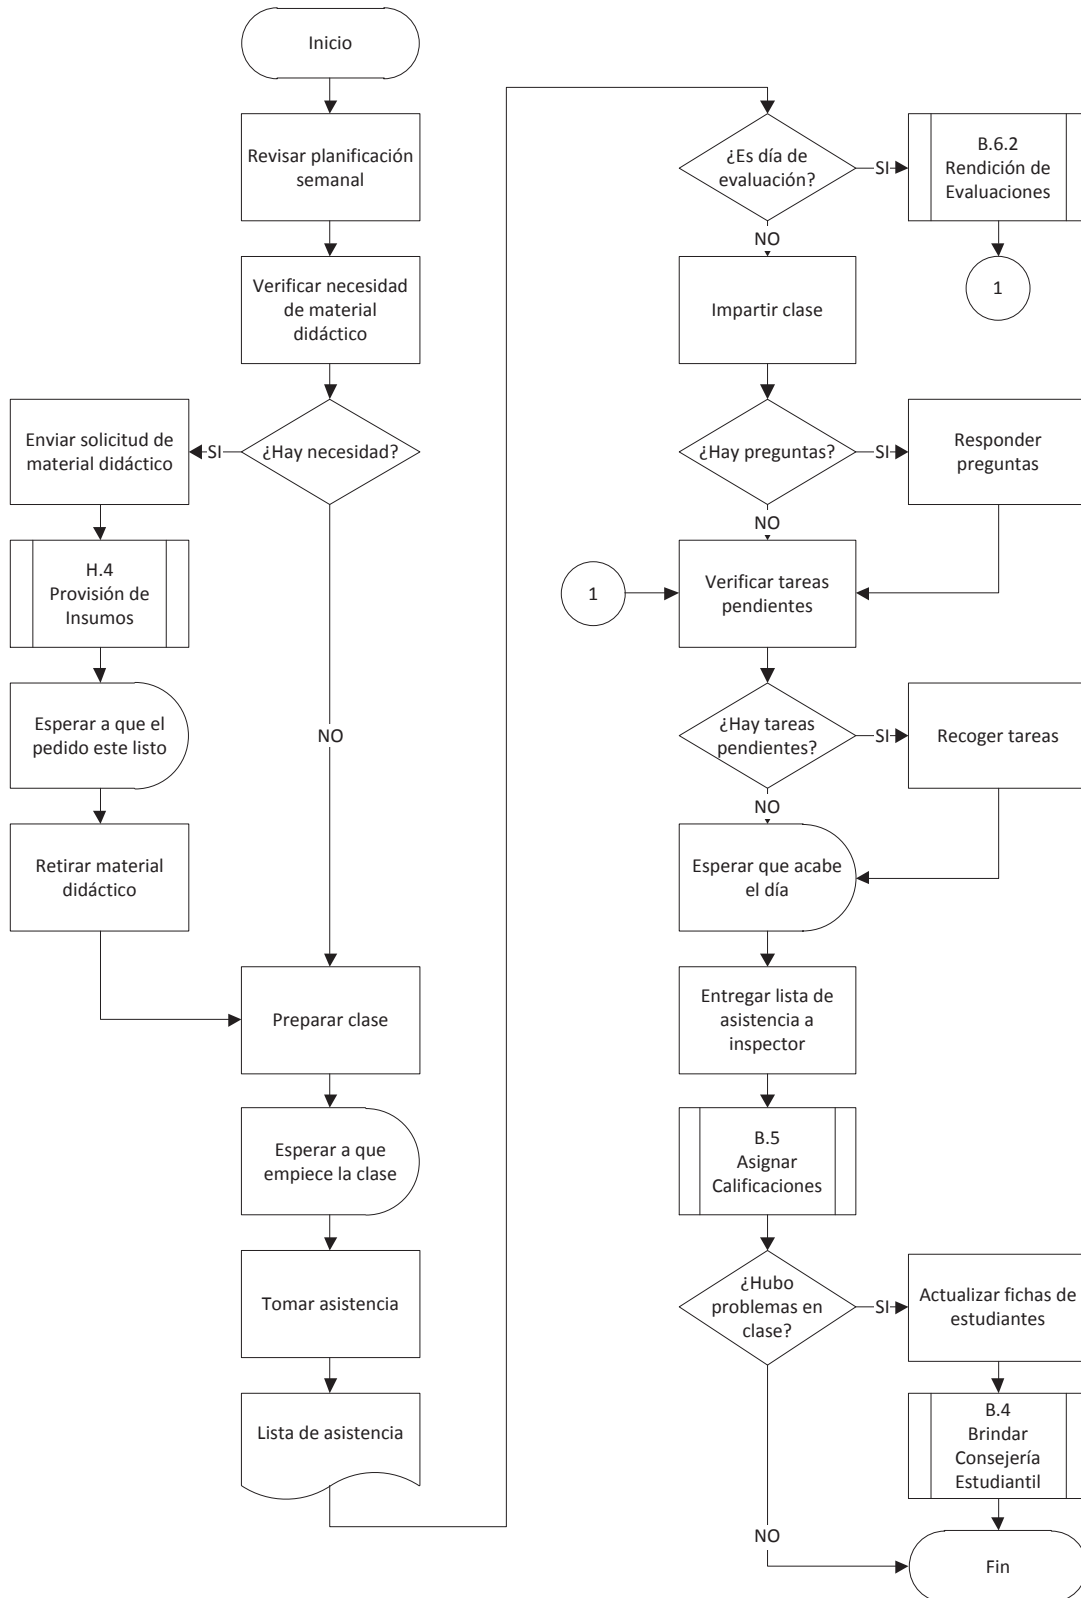 Inicio
Revisar planificación
semanal
Verificar necesidad
de material
didáctico
¿Hay necesidad?
SI
Enviar solicitud de
material didáctico
H.4
Provisión de
Insumos
Esperar a que el
pedido este listo
Retirar material
didáctico
NO
Preparar clase
Esperar a que
empiece la clase
Tomar asistencia
Lista de asistencia
¿Es día de
evaluación?
SI
B.6.2
Rendición de
Evaluaciones
1
NO
Impartir clase
¿Hay preguntas?
SI
Responder
preguntas
NO
1
Verificar tareas
pendientes
¿Hay tareas
pendientes?
SI
Recoger tareas
NO
Esperar que acabe
el día
Entregar lista de
asistencia a
inspector
B.5
Asignar
Calificaciones
¿Hubo
problemas en
clase?
SI
Actualizar fichas de
estudiantes
B.4
Brindar
Consejería
Estudiantil
NO
Fin